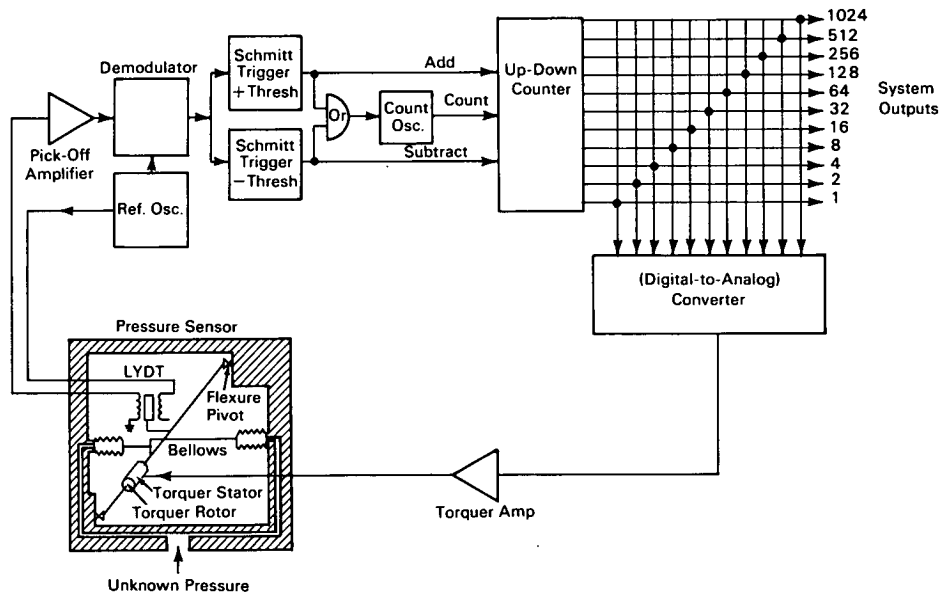 Demodulator
Schmitt
Trigger
+ Thresh
Add
Or
Count
Osc.
Count
Up-Down
Counter
1024
512
256
128
64
32
16
8
4
2
1
System
Outputs
Pick-Off
Amplifier
Schmitt
Trigger
– Thresh
Subtract
Ref. Osc.
(Digital-to-Analog)
Converter
Pressure Sensor
LYDT
Flexure
Pivot
Bellows
Torquer Stator
Torquer Rotor
Torquer Amp
Unknown Pressure